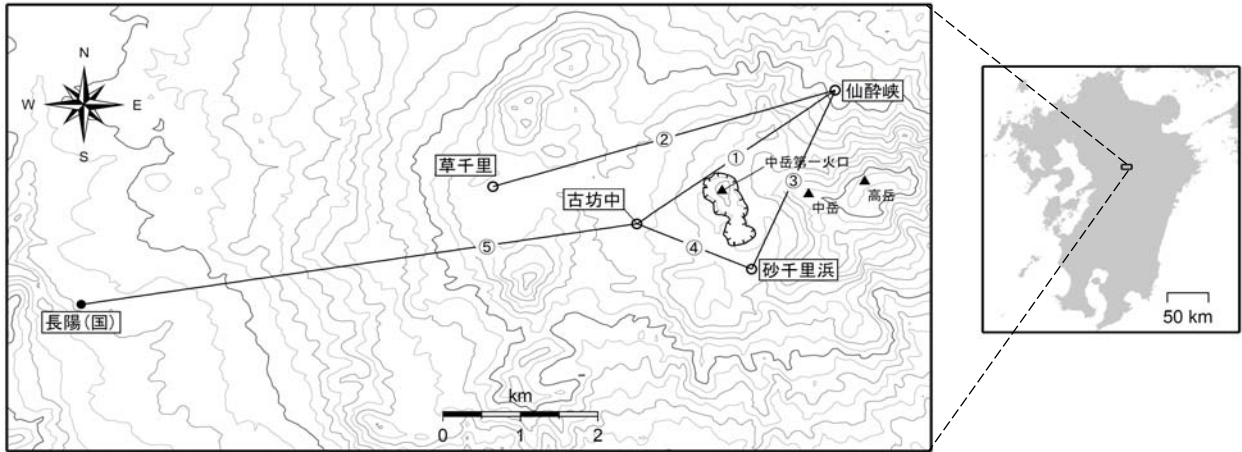 N
W
E
S
仙酔峡
②
草千里
①
中岳第一火口
③
高岳
中岳
古坊中
④
⑤
砂千里浜
長陽(国)
km
0 1 2
50 km